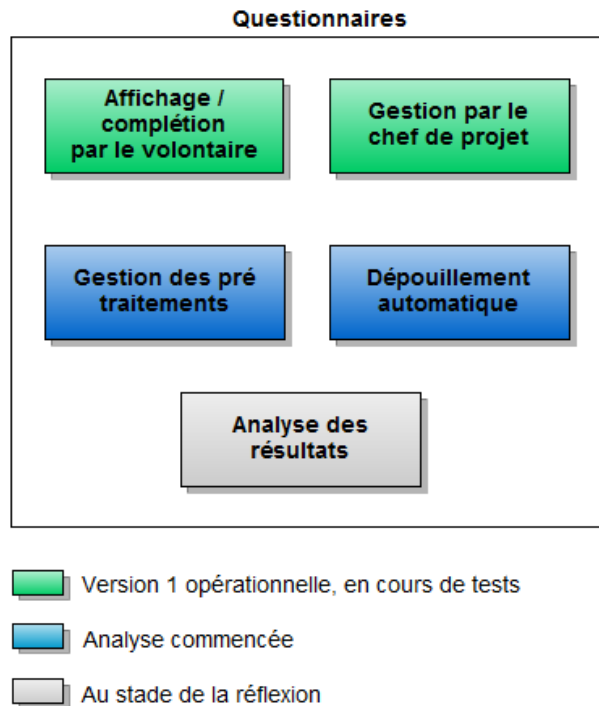 Questionnaires
Affichage /
complétion
par le volontaire
Gestion par le
chef de projet
Gestion des pré
traitements
Dépouillement
automatique
Analyse des
résultats
Version 1 opérationnelle, en cours de tests
Analyse commencée
Au stade de la réflexion